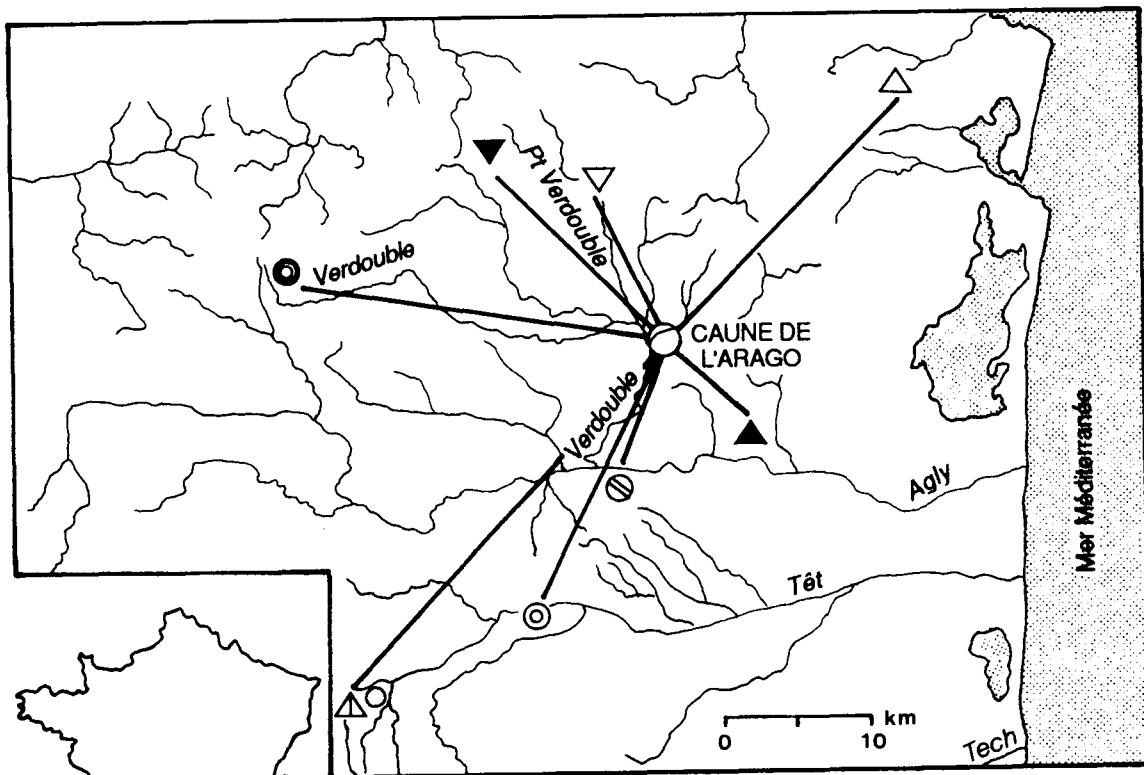 Pt Verdouble
Verdouble
CAUNE DE
L'ARAGO
Verdouble
Mer Méditerranée
Agly
Têt
km
0 10
Tech